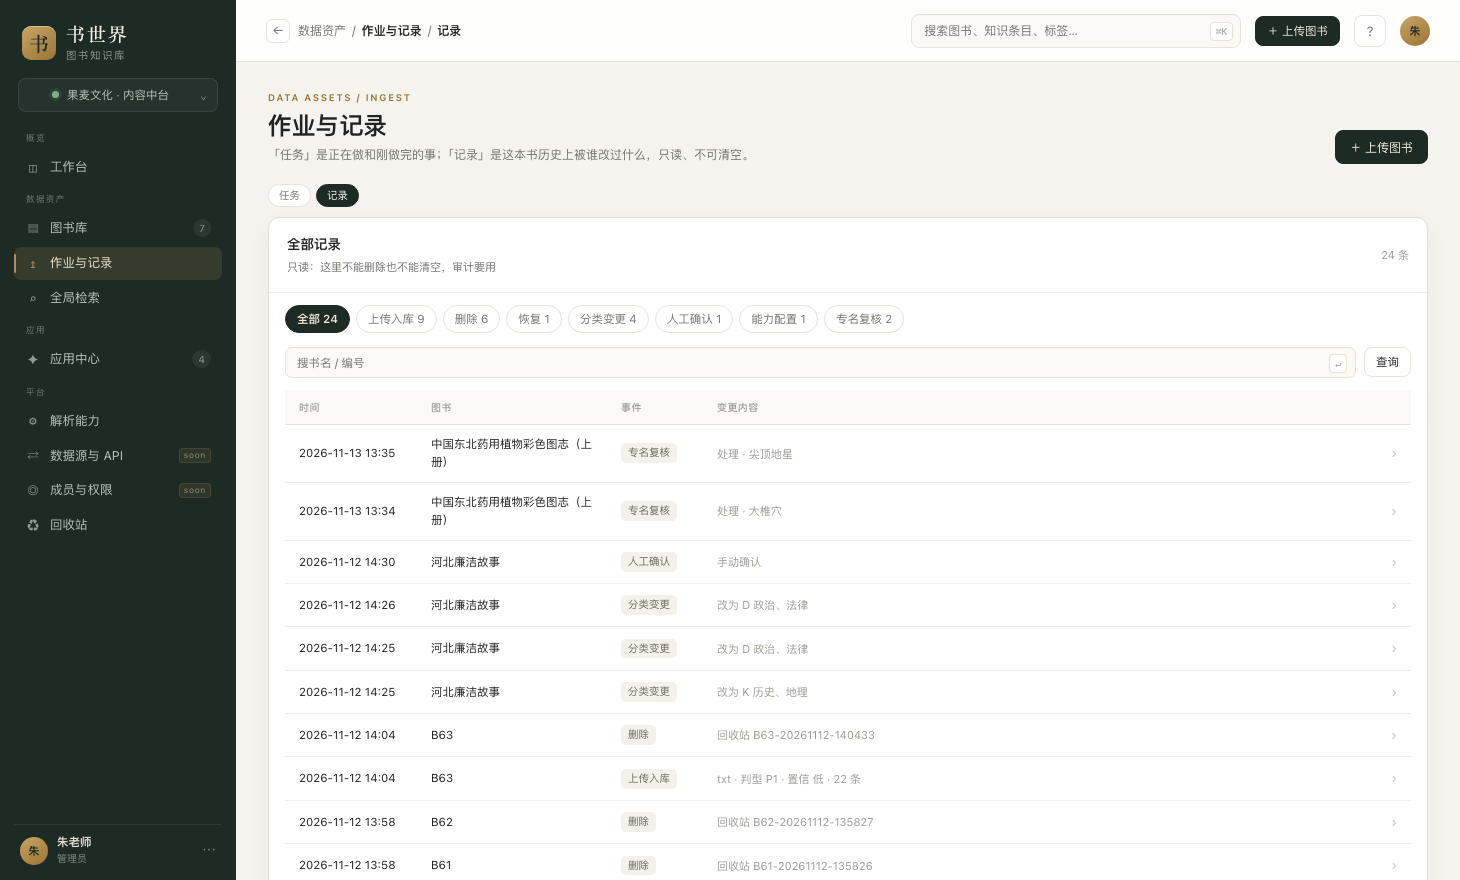 书 书世界
图书知识库
果麦文化 · 内容中台
概览
工作台
数据资产
图书库 7
作业与记录
全局检索
应用
应用中心 4
平台
解析能力
数据源与 API soon
成员与权限 soon
回收站
朱 朱老师
管理员
← 数据资产 / 作业与记录 / 记录
搜索图书、知识条目、标签... ⌘K
+ 上传图书
?
朱
DATA ASSETS / INGEST
作业与记录
「任务」是正在做和刚做完的事；「记录」是这本书历史上被谁改过什么，只读、不可清空。
+ 上传图书
任务 记录
全部记录
只读：这里不能删除也不能清空，审计要用
24 条
全部 24 上传入库 9 删除 6 恢复 1 分类变更 4 人工确认 1 能力配置 1 专名复核 2
搜书名 / 编号 ↵ 查询
时间 图书 事件 变更内容
2026-11-13 13:35 中国东北药用植物彩色图志（上
册） 专名复核 处理 · 尖顶地星 ›
2026-11-13 13:34 中国东北药用植物彩色图志（上
册） 专名复核 处理 · 大椎穴 ›
2026-11-12 14:30 河北廉洁故事 人工确认 手动确认 ›
2026-11-12 14:26 河北廉洁故事 分类变更 改为 D 政治、法律 ›
2026-11-12 14:25 河北廉洁故事 分类变更 改为 D 政治、法律 ›
2026-11-12 14:25 河北廉洁故事 分类变更 改为 K 历史、地理 ›
2026-11-12 14:04 B63 删除 回收站 B63-20261112-140433 ›
2026-11-12 14:04 B63 上传入库 txt · 判型 P1 · 置信 低 · 22 条 ›
2026-11-12 13:58 B62 删除 回收站 B62-20261112-135827 ›
2026-11-12 13:58 B61 删除 回收站 B61-20261112-135826 ›